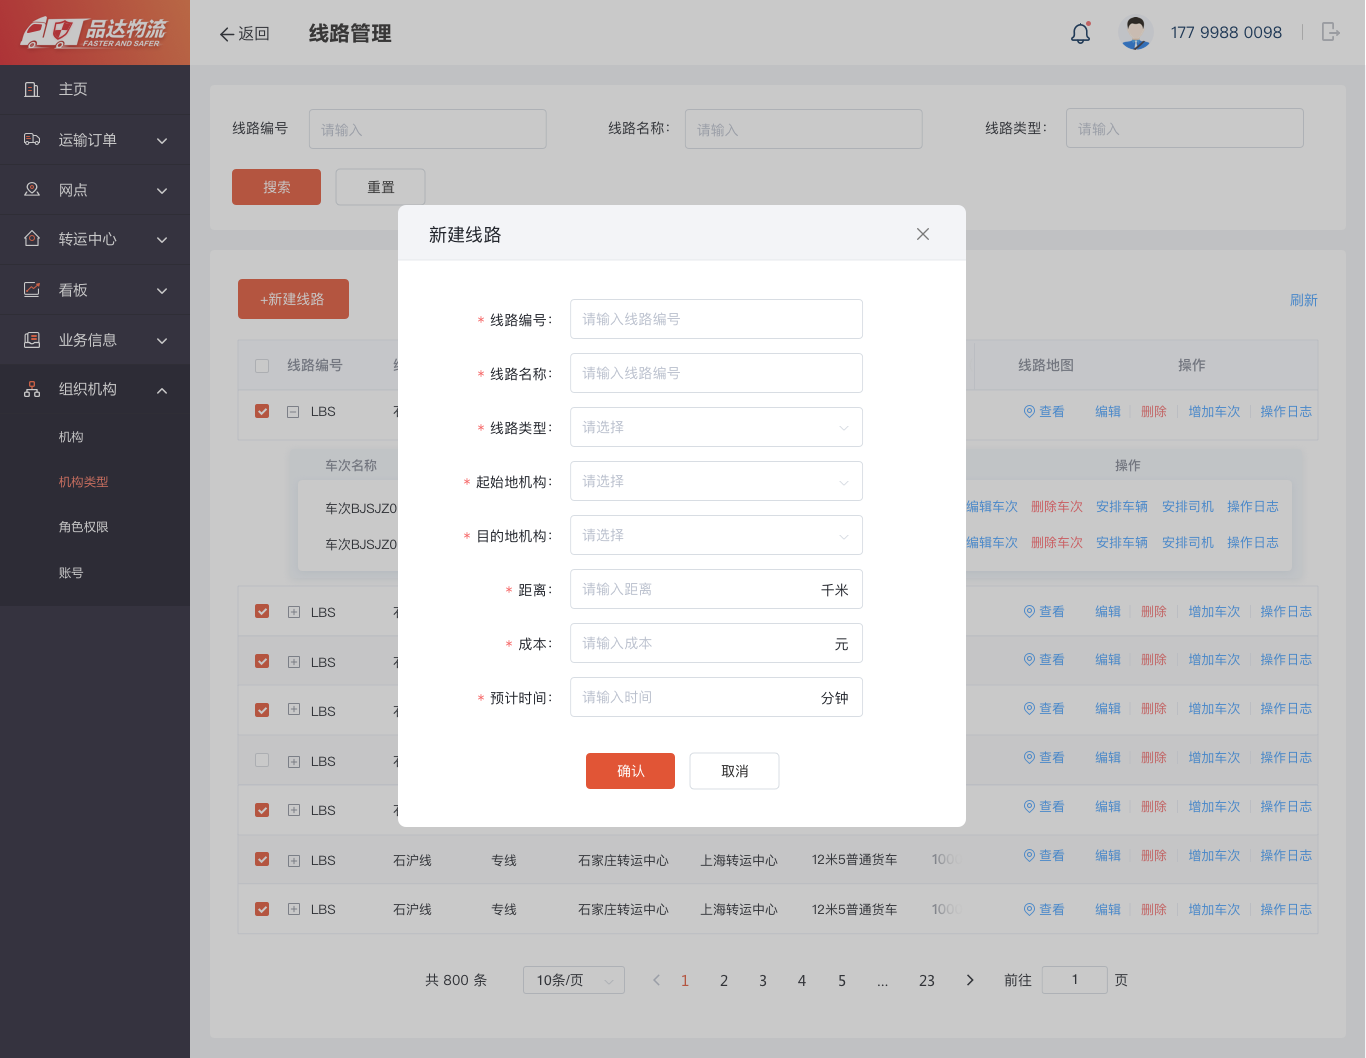 品达物流
FASTER AND SAFER
返回
线路管理
177 9988 0098
主页
运输订单
网点
转运中心
看板
业务信息
组织机构
机构
机构类型
角色权限
账号
线路编号 请输入 线路名称: 请输入 线路类型: 请输入
搜索 重置
+新建线路 刷新
线路编号 线路地图 操作
LBS 查看 编辑 删除 增加车次 操作日志
车次名称 操作
车次BJSJZ0 编辑车次 删除车次 安排车辆 安排司机 操作日志
车次BJSJZ0 编辑车次 删除车次 安排车辆 安排司机 操作日志
LBS 查看 编辑 删除 增加车次 操作日志
LBS 查看 编辑 删除 增加车次 操作日志
LBS 查看 编辑 删除 增加车次 操作日志
LBS 查看 编辑 删除 增加车次 操作日志
LBS 查看 编辑 删除 增加车次 操作日志
LBS 石沪线 专线 石家庄转运中心 上海转运中心 12米5普通货车 100 查看 编辑 删除 增加车次 操作日志
LBS 石沪线 专线 石家庄转运中心 上海转运中心 12米5普通货车 100 查看 编辑 删除 增加车次 操作日志
共 800 条 10条/页 1 2 3 4 5 ... 23 前往 1 页
新建线路
* 线路编号: 请输入线路编号
* 线路名称: 请输入线路编号
* 线路类型: 请选择
* 起始地机构: 请选择
* 目的地机构: 请选择
* 距离: 请输入距离 千米
* 成本: 请输入成本 元
* 预计时间: 请输入时间 分钟
确认 取消